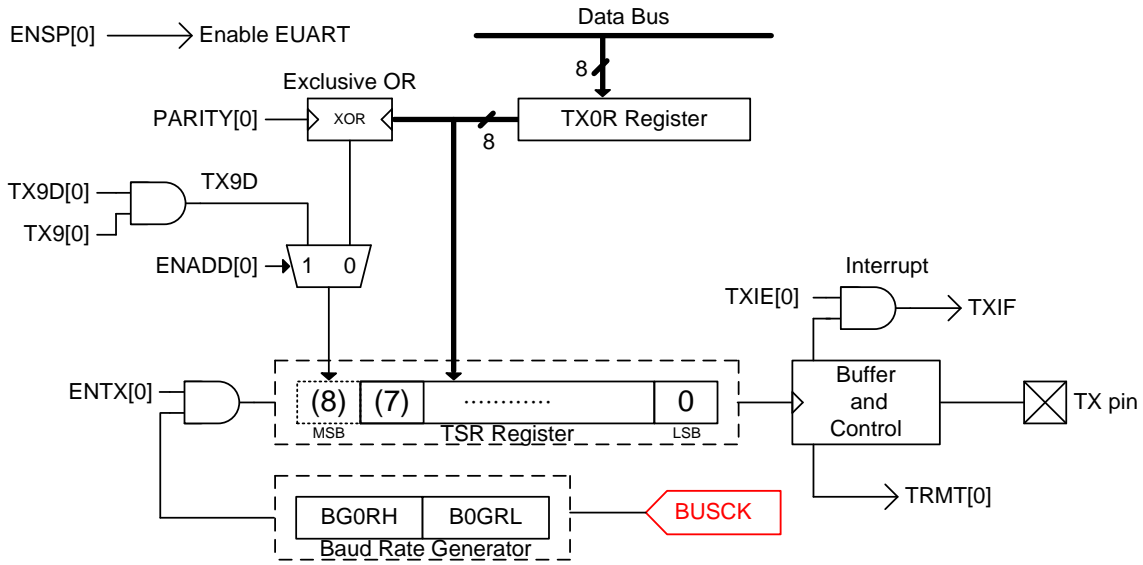 Data Bus
ENSP[0]
Enable EUART
8
Exclusive OR
PARITY[0]
XOR
TX0R Register
8
TX9D[0]
TX9D
TX9[0]
ENADD[0]
1
0
Interrupt
TXIE[0]
TXIF
ENTX[0]
(8)
(7)
............
0
MSB
TSR Register
LSB
Buffer
and
Control
TX pin
TRMT[0]
BG0RH
B0GRL
BUSCK
Baud Rate Generator